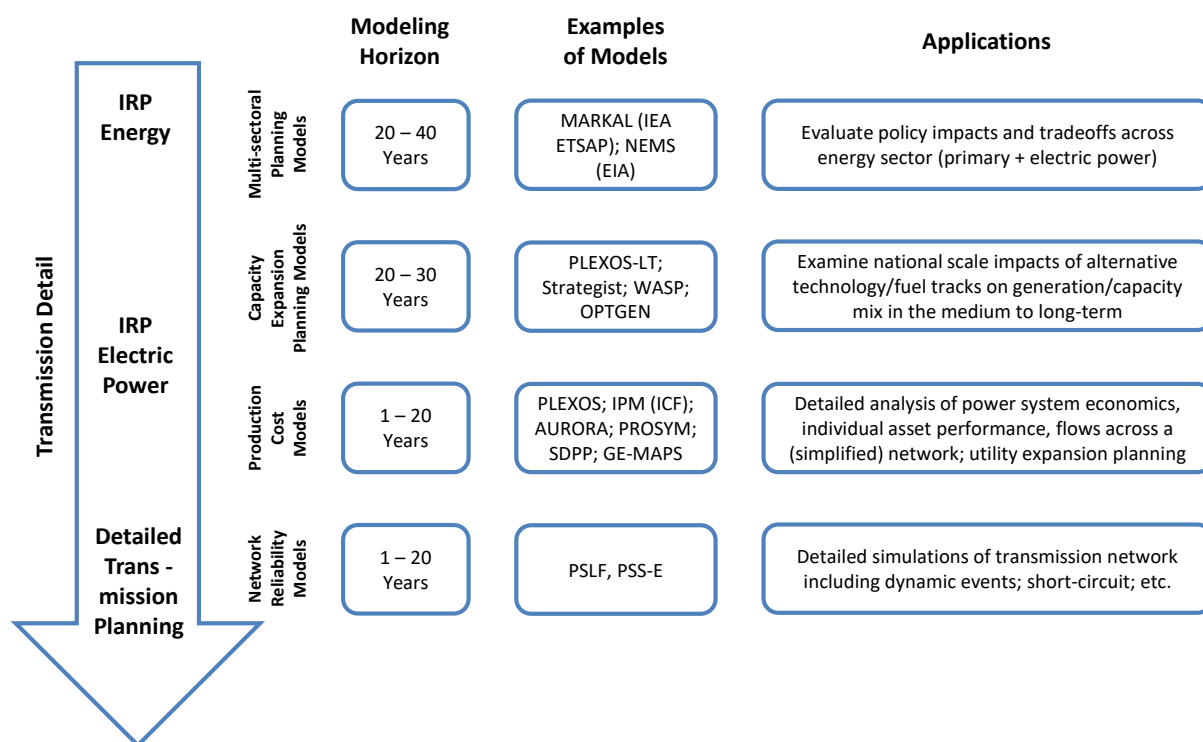 Modeling
Horizon
Examples
of Models
Applications
Transmission Detail
IRP
Energy
Multi-sectoral
Planning
Models
20 – 40
Years
MARKAL (IEA
ETSAP); NEMS
(EIA)
Evaluate policy impacts and tradeoffs across
energy sector (primary + electric power)
IRP
Electric
Power
Capacity
Expansion
Planning Models
20 – 30
Years
PLEXOS-LT;
Strategist; WASP;
OPTGEN
Examine national scale impacts of alternative
technology/fuel tracks on generation/capacity
mix in the medium to long-term
Production
Cost
Models
1 – 20
Years
PLEXOS; IPM (ICF);
AURORA; PROSYM;
SDPP; GE-MAPS
Detailed analysis of power system economics,
individual asset performance, flows across a
(simplified) network; utility expansion planning
Detailed
Trans -
mission
Planning
Network
Reliability
Models
1 – 20
Years
PSLF, PSS-E
Detailed simulations of transmission network
including dynamic events; short-circuit; etc.